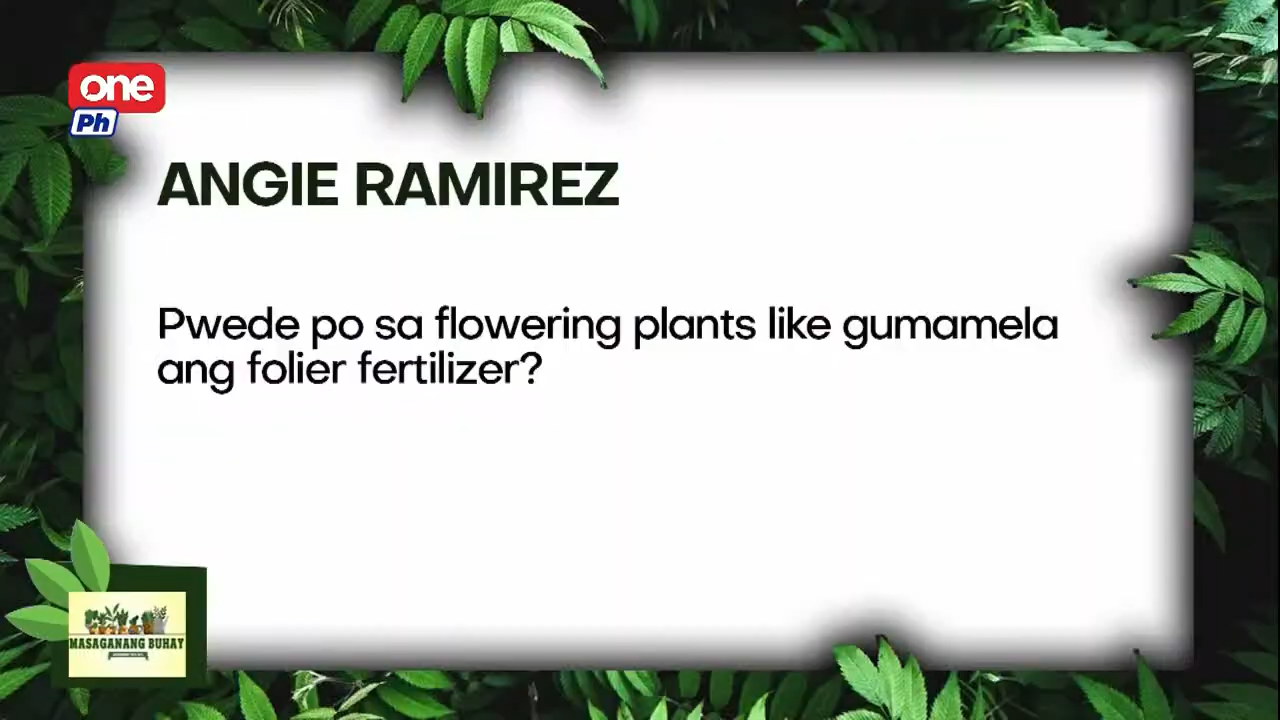 one
Ph
ANGIE RAMIREZ
Pwede po sa flowering plants like gumamela
ang folier fertilizer?
MASAGANANG BUHAY